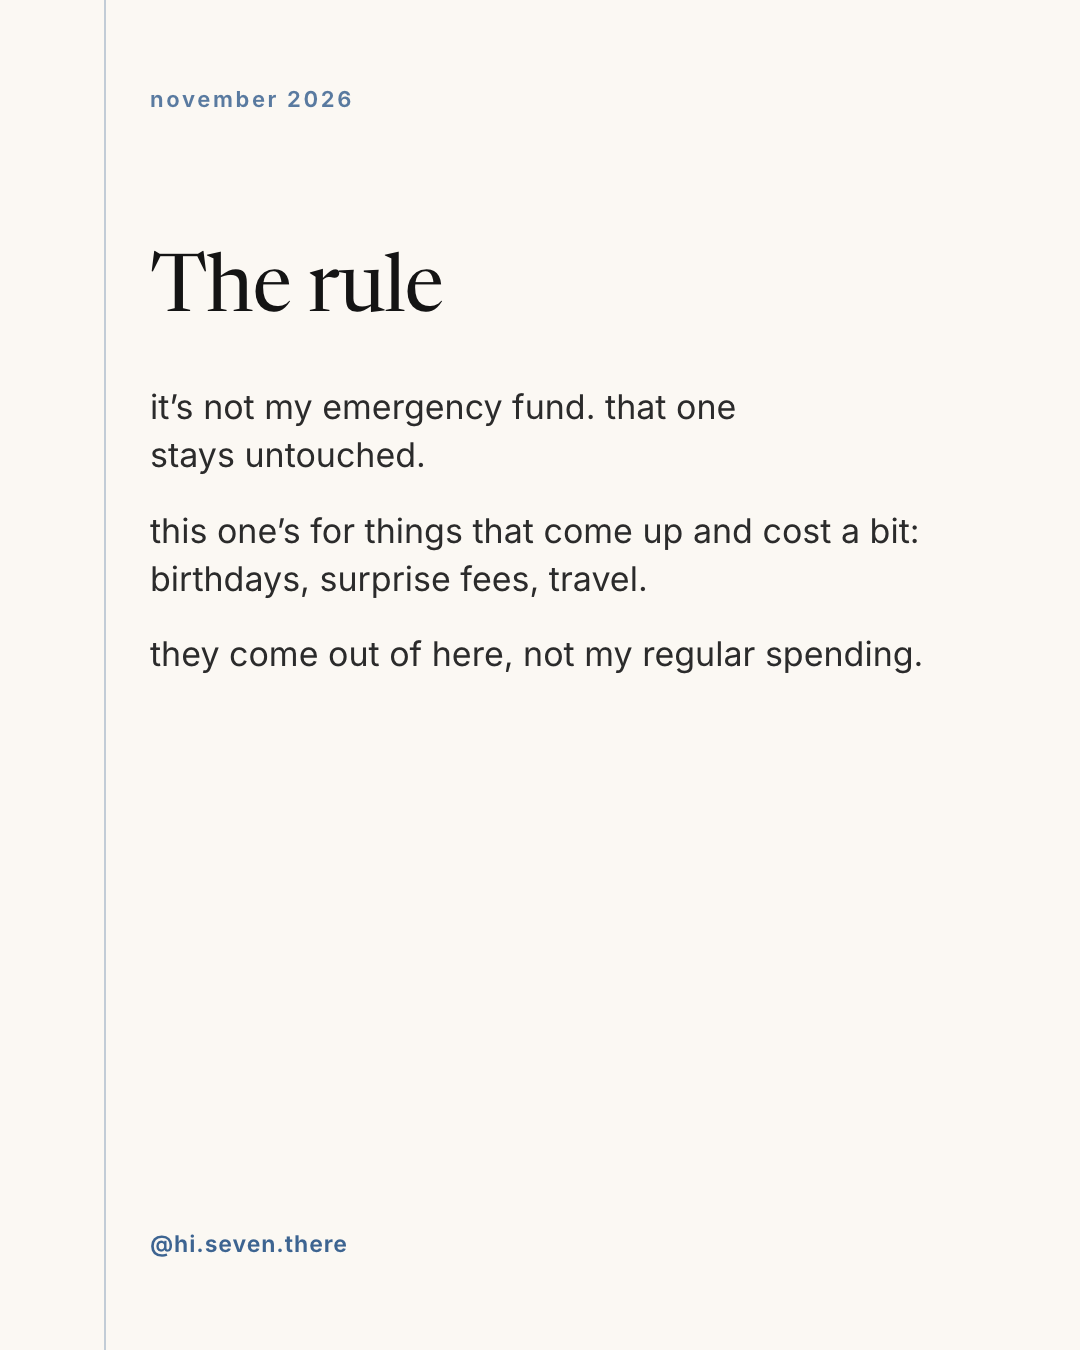 november 2026
The rule
it’s not my emergency fund. that one
stays untouched.
this one’s for things that come up and cost a bit:
birthdays, surprise fees, travel.
they come out of here, not my regular spending.
@hi.seven.there